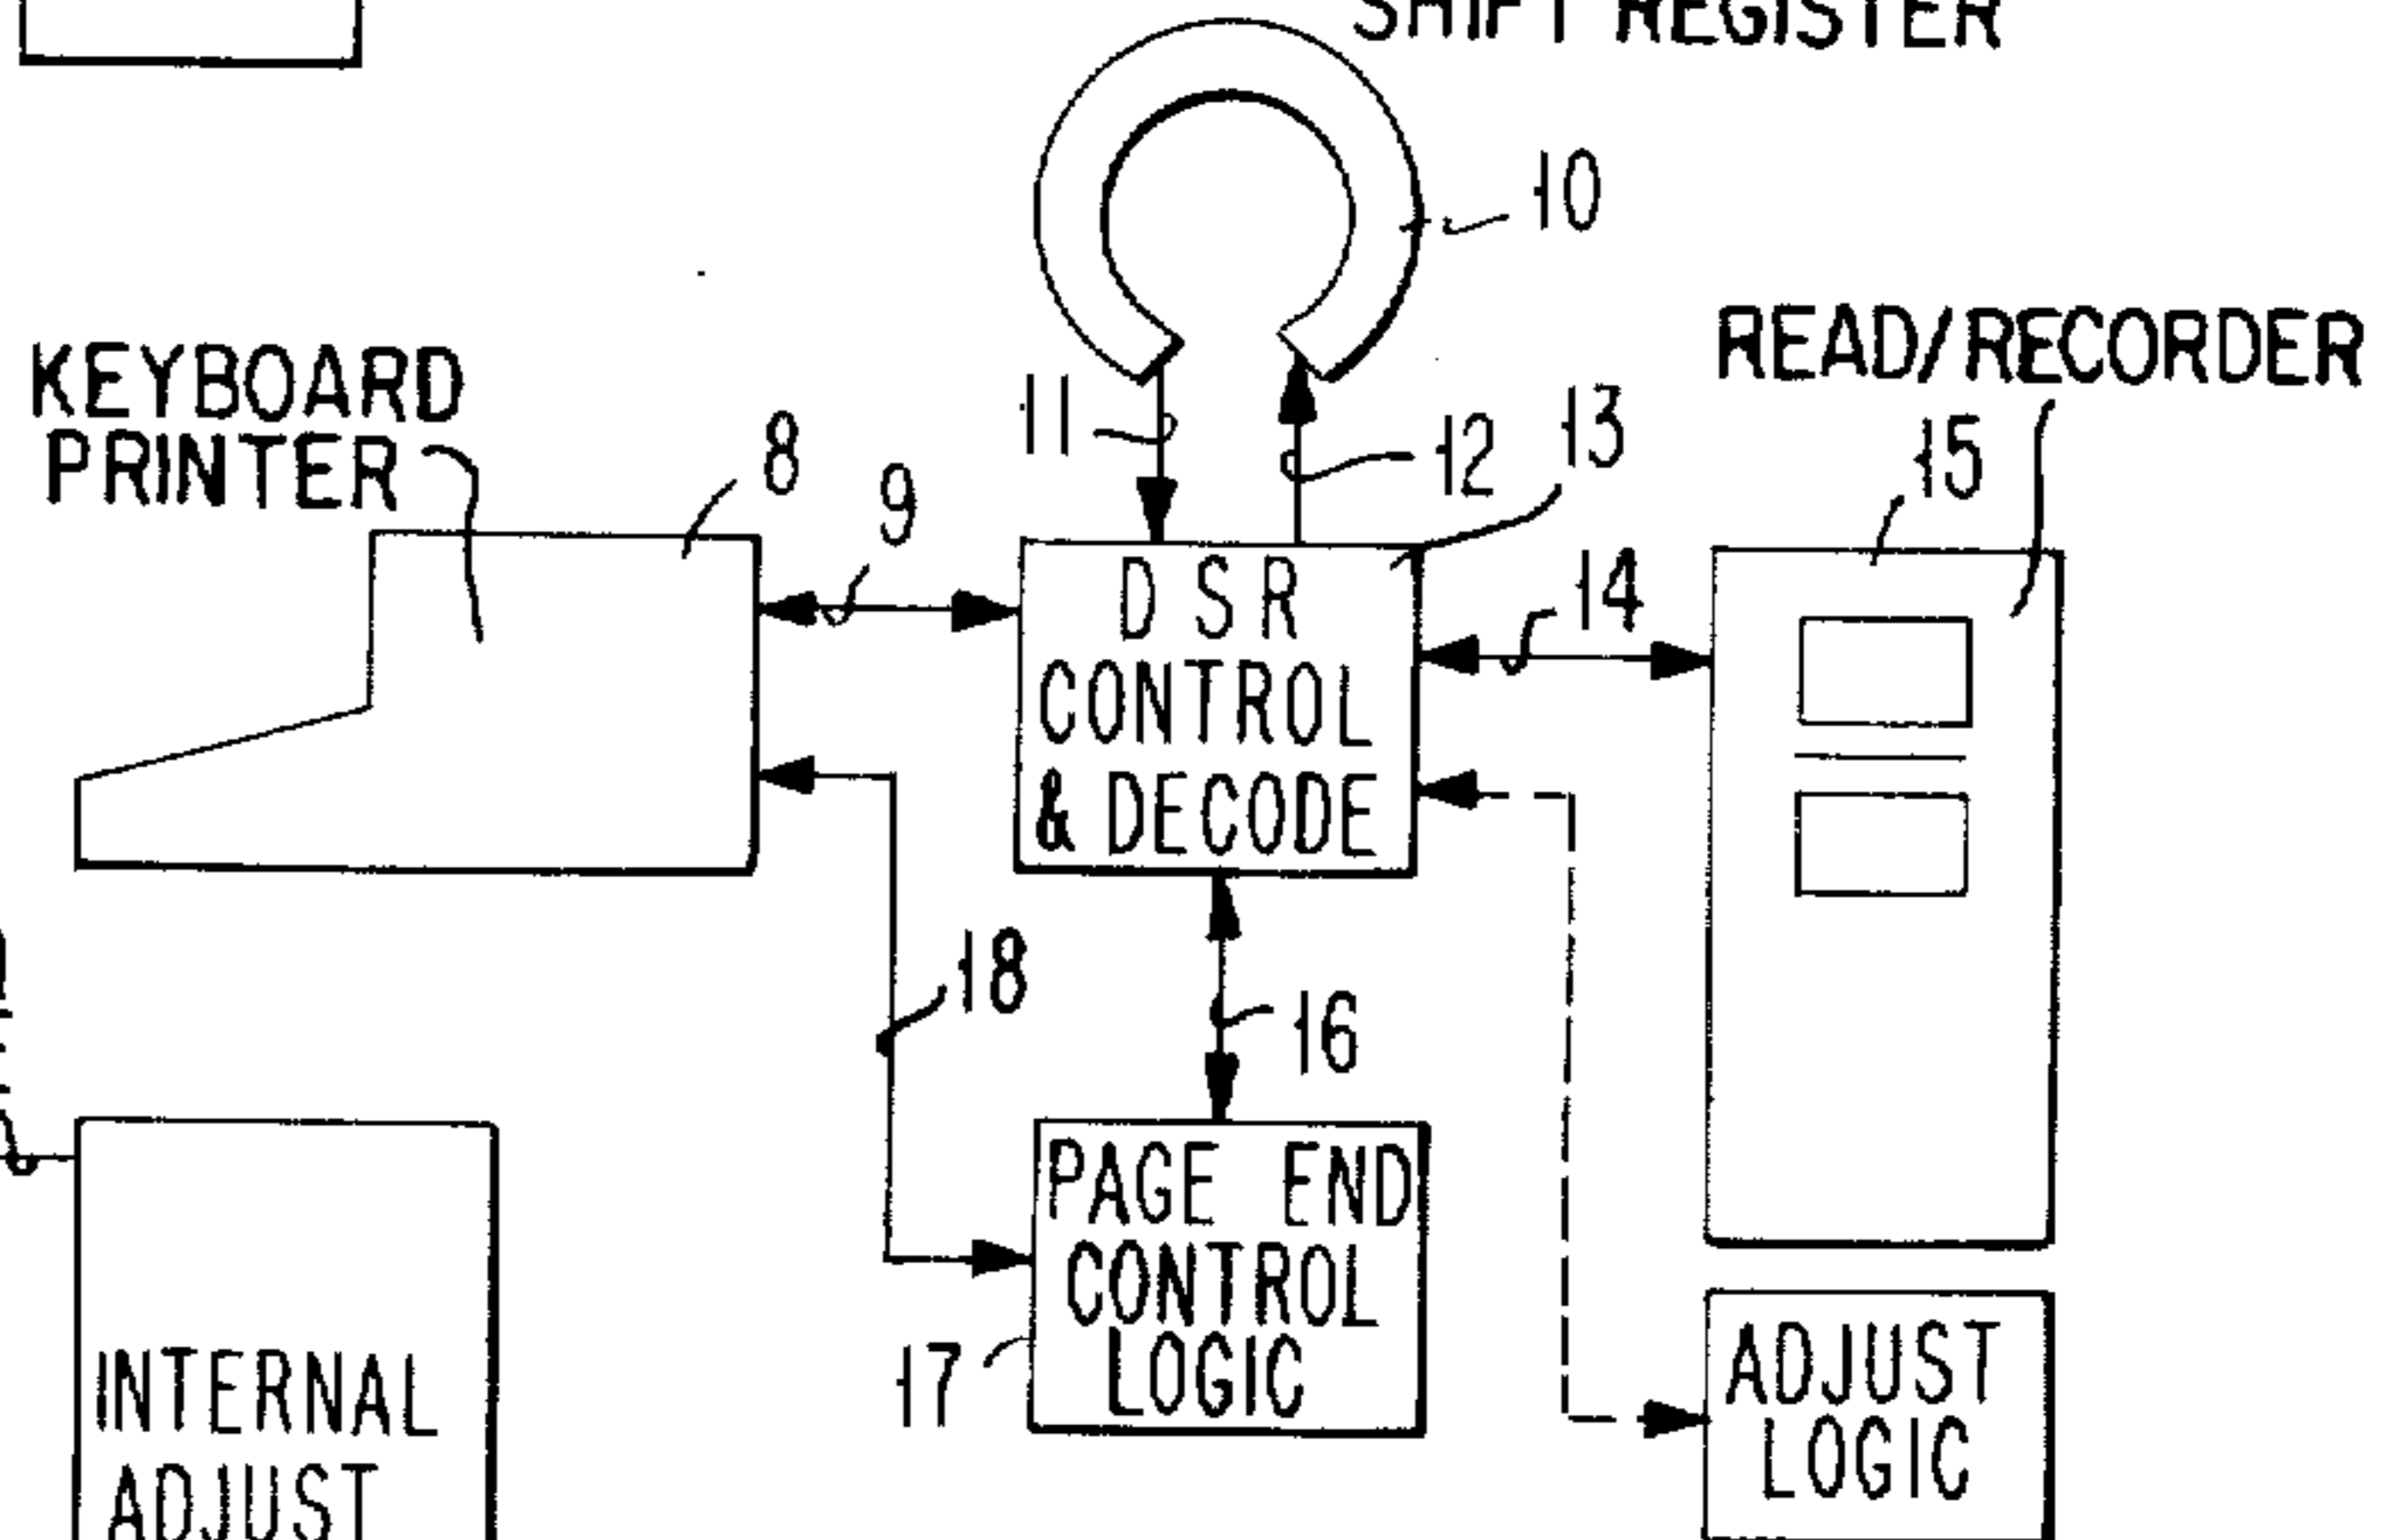 SHIFT REGISTER
10
READ/RECORDER
KEYBOARD
PRINTER
8
9
11
12
13
15
14
D S R
CONTROL
& DECODE
18
16
PAGE END
CONTROL
LOGIC
17
INTERNAL
ADJUST
ADJUST
LOGIC